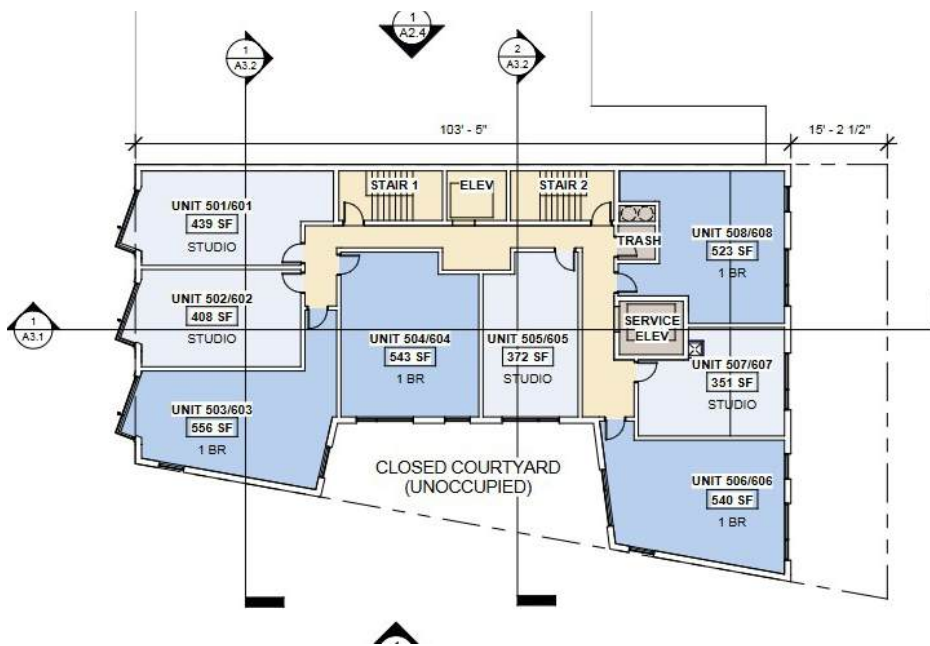 1
A2.4
1
A3.2
2
A3.2
103' - 5"
15' - 2 1/2"
STAIR 1
ELEV
STAIR 2
UNIT 501/601
439 SF
STUDIO
UNIT 508/608
523 SF
1 BR
TRASH
UNIT 502/602
408 SF
STUDIO
1
A3.1
SERVICE
ELEV
UNIT 504/604
543 SF
1 BR
UNIT 505/605
372 SF
STUDIO
UNIT 507/607
351 SF
STUDIO
UNIT 503/603
556 SF
1 BR
CLOSED COURTYARD
(UNOCCUPIED)
UNIT 506/606
540 SF
1 BR